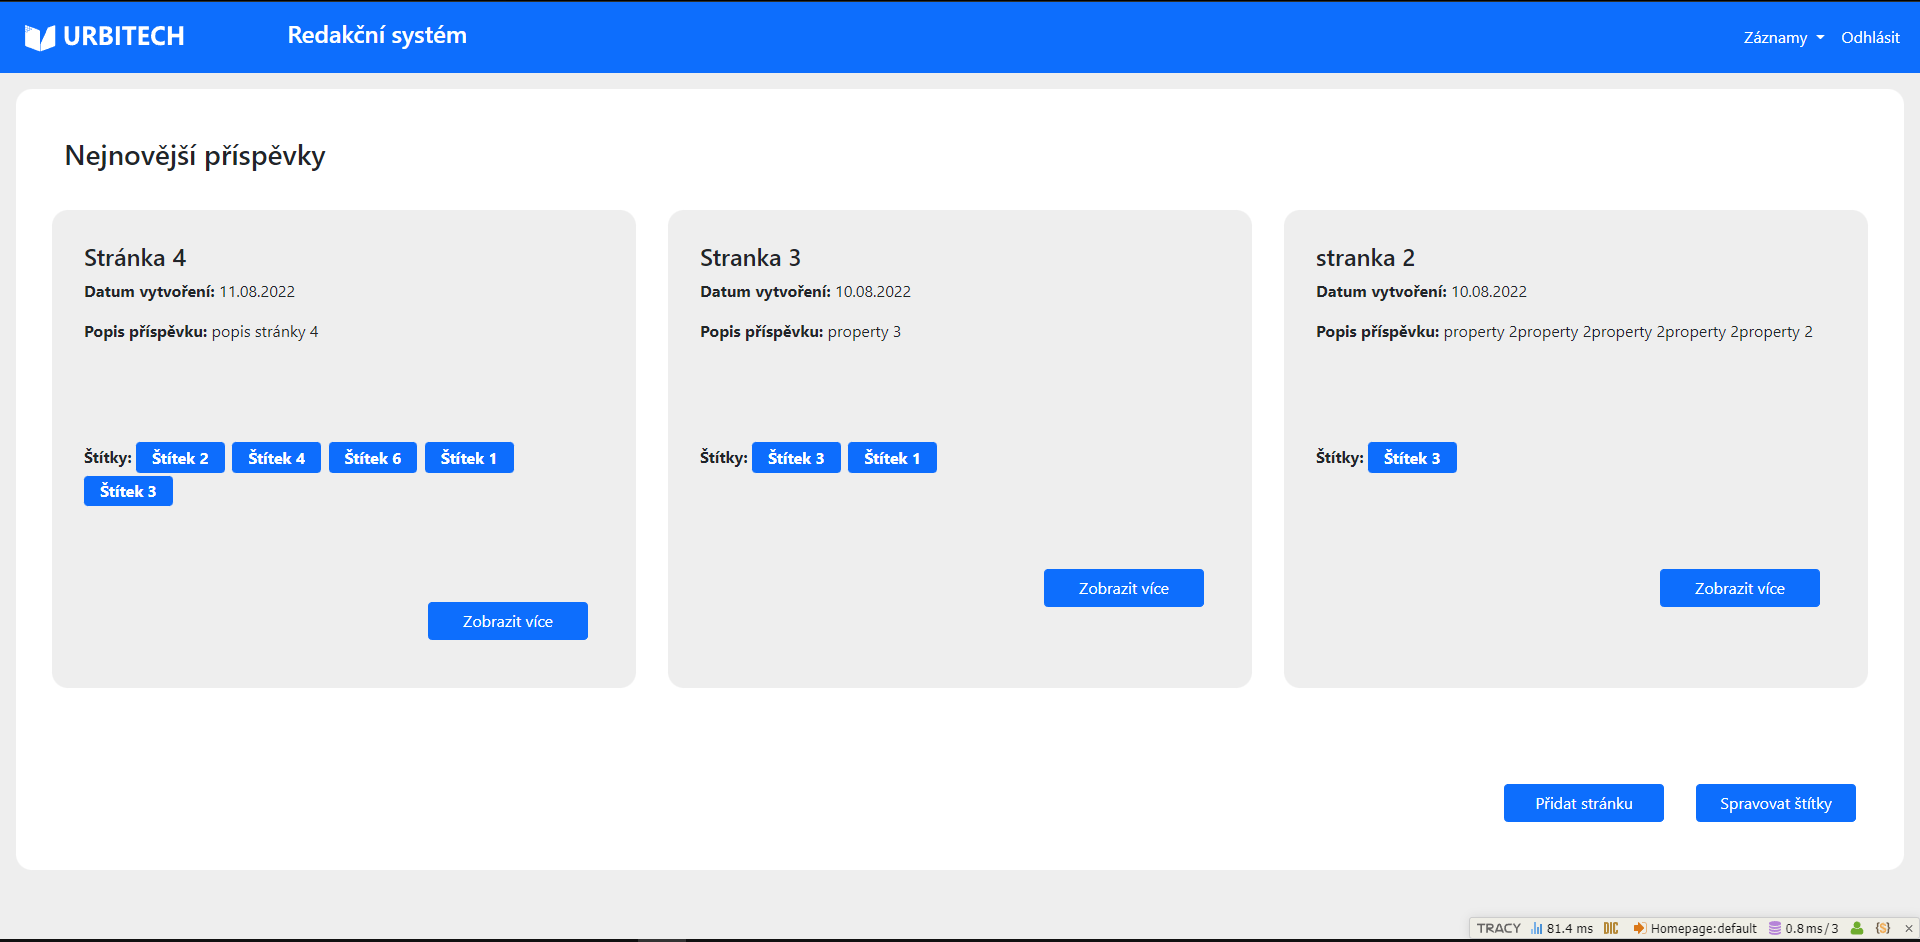 URBITECH
Redakční systém
Záznamy
Odhlásit
Nejnovější příspěvky
Stránka 4
Datum vytvoření: 11.08.2022
Popis příspěvku: popis stránky 4
Štítky: Štítek 2 Štítek 4 Štítek 6 Štítek 1
Štítek 3
Zobrazit více
Stranka 3
Datum vytvoření: 10.08.2022
Popis příspěvku: property 3
Štítky: Štítek 3 Štítek 1
Zobrazit více
stranka 2
Datum vytvoření: 10.08.2022
Popis příspěvku: property 2property 2property 2property 2property 2
Štítky: Štítek 3
Zobrazit více
Přidat stránku
Spravovat štítky
TRACY 81.4 ms DIC Homepage:default 0.8 ms / 3 {S} ×